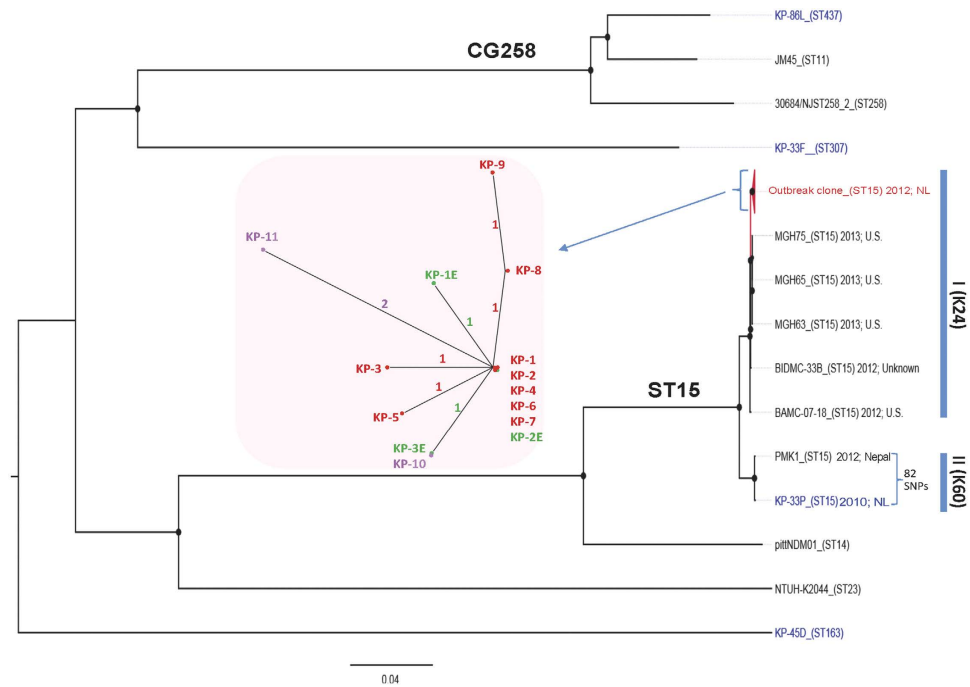 KP-86L_(ST437)
CG258
JM45_(ST11)
30684/NJST258_2_(ST258)
KP-33F__(ST307)
KP-9
Outbreak clone_(ST15) 2012; NL
1
KP-11
MGH75_(ST15) 2013; U.S.
KP-8
KP-1E
MGH65_(ST15) 2013; U.S.
2
1
1
MGH63_(ST15) 2013; U.S.
I (K24)
KP-3
1
KP-1
KP-2
KP-4
KP-6
KP-7
KP-2E
BIDMC-33B_(ST15) 2012; Unknown
1
ST15
KP-5
1
BAMC-07-18_(ST15) 2012; U.S.
KP-3E
KP-10
PMK1_(ST15) 2012; Nepal
82
SNPs
II (K60)
KP-33P_(ST15) 2010; NL
pittNDM01_(ST14)
NTUH-K2044_(ST23)
KP-45D_(ST163)
0.04